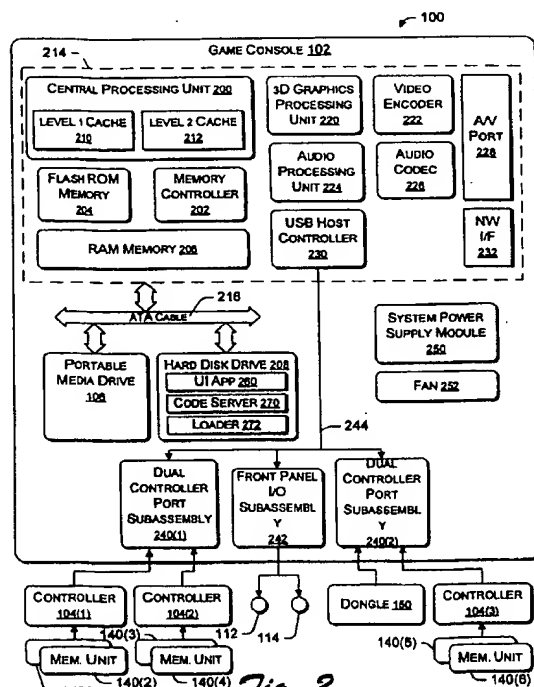 100
GAME CONSOLE 102
214
CENTRAL PROCESSING UNIT 200
LEVEL 1 CACHE
210
LEVEL 2 CACHE
212
3D GRAPHICS
PROCESSING
UNIT 220
VIDEO
ENCODER
222
A/V
PORT
228
FLASH ROM
MEMORY
204
MEMORY
CONTROLLER
202
AUDIO
PROCESSING
UNIT 224
AUDIO
CODEC
226
RAM MEMORY 206
USB HOST
CONTROLLER
230
NW
I/F
232
ATA CABLE
216
PORTABLE
MEDIA DRIVE
106
HARD DISK DRIVE 208
UI APP 260
CODE SERVER 270
LOADER 272
SYSTEM POWER
SUPPLY MODULE
250
FAN 252
244
DUAL
CONTROLLER
PORT
SUBASSEMBLY
240(1)
FRONT PANEL
I/O
SUBASSEMBL
Y
242
DUAL
CONTROLLER
PORT SUBASSEMBL
Y
240(2)
CONTROLLER
104(1)
CONTROLLER
104(2)
112
114
DONGLE 150
CONTROLLER
104(3)
140(3)
140(5)
MEM. UNIT
140(2)
MEM. UNIT
140(4)
MEM. UNIT
140(6)
Fig. 2